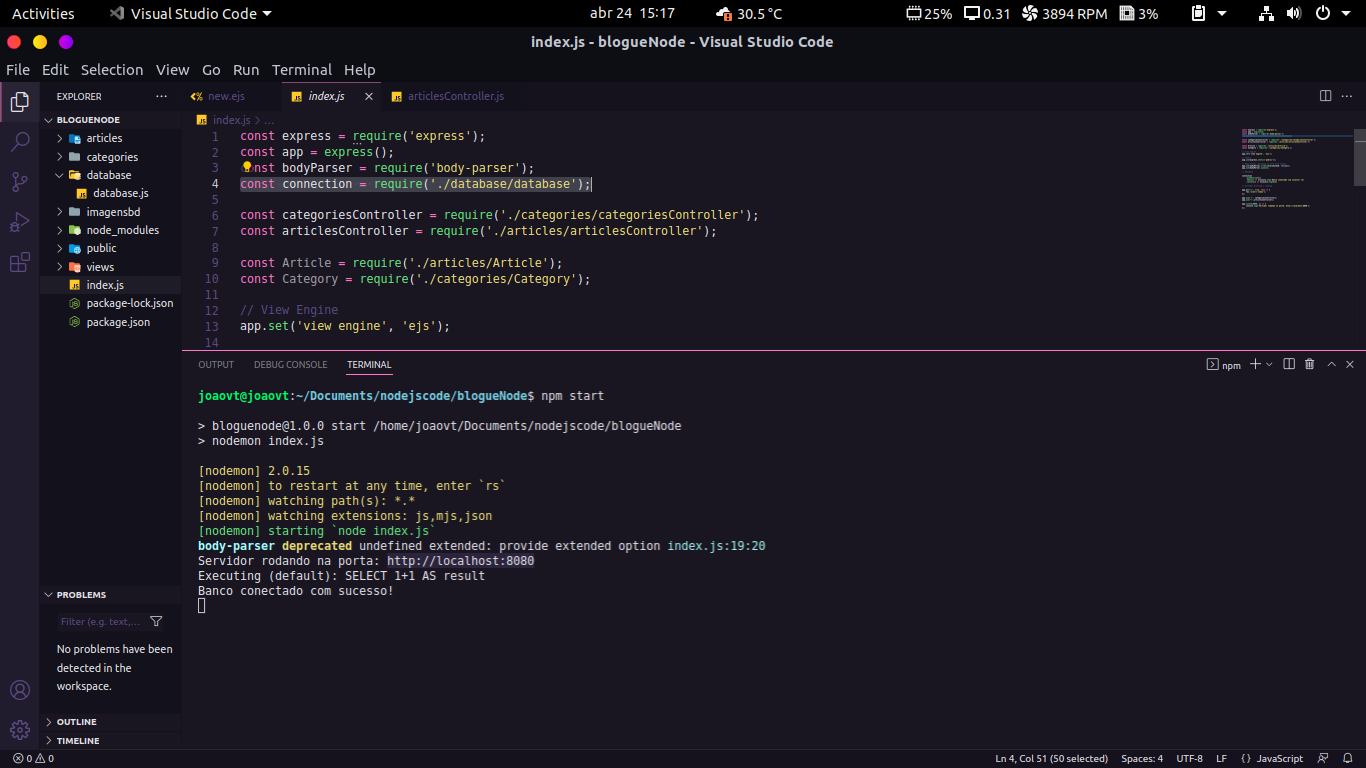 Activities
Visual Studio Code
abr 24 15:17
30.5 °C
25%
0.31
3894 RPM
3%
index.js - blogueNode - Visual Studio Code
File Edit Selection View Go Run Terminal Help
EXPLORER
BLOGUENODE
articles
categories
database
database.js
imagensbd
node_modules
public
views
index.js
package-lock.json
package.json
PROBLEMS
Filter (e.g. text,...
No problems have been
detected in the
workspace.
OUTLINE
TIMELINE
new.ejs
index.js
articlesController.js
index.js > ...
1 const express = require('express');
2 const app = express();
3 nst bodyParser = require('body-parser');
4 const connection = require('./database/database');
5
6 const categoriesController = require('./categories/categoriesController');
7 const articlesController = require('./articles/articlesController');
8
9 const Article = require('./articles/Article');
10 const Category = require('./categories/Category');
11
12 // View Engine
13 app.set('view engine', 'ejs');
14
OUTPUT DEBUG CONSOLE TERMINAL
npm
joaovt@joaovt:~/Documents/nodejscode/blogueNode$ npm start
> bloguenode@1.0.0 start /home/joaovt/Documents/nodejscode/blogueNode
> nodemon index.js
[nodemon] 2.0.15
[nodemon] to restart at any time, enter `rs`
[nodemon] watching path(s): *.*
[nodemon] watching extensions: js,mjs,json
[nodemon] starting `node index.js`
body-parser deprecated undefined extended: provide extended option index.js:19:20
Servidor rodando na porta: http://localhost:8080
Executing (default): SELECT 1+1 AS result
Banco conectado com sucesso!
0 0
Ln 4, Col 51 (50 selected)
Spaces: 4
UTF-8
LF
{} JavaScript